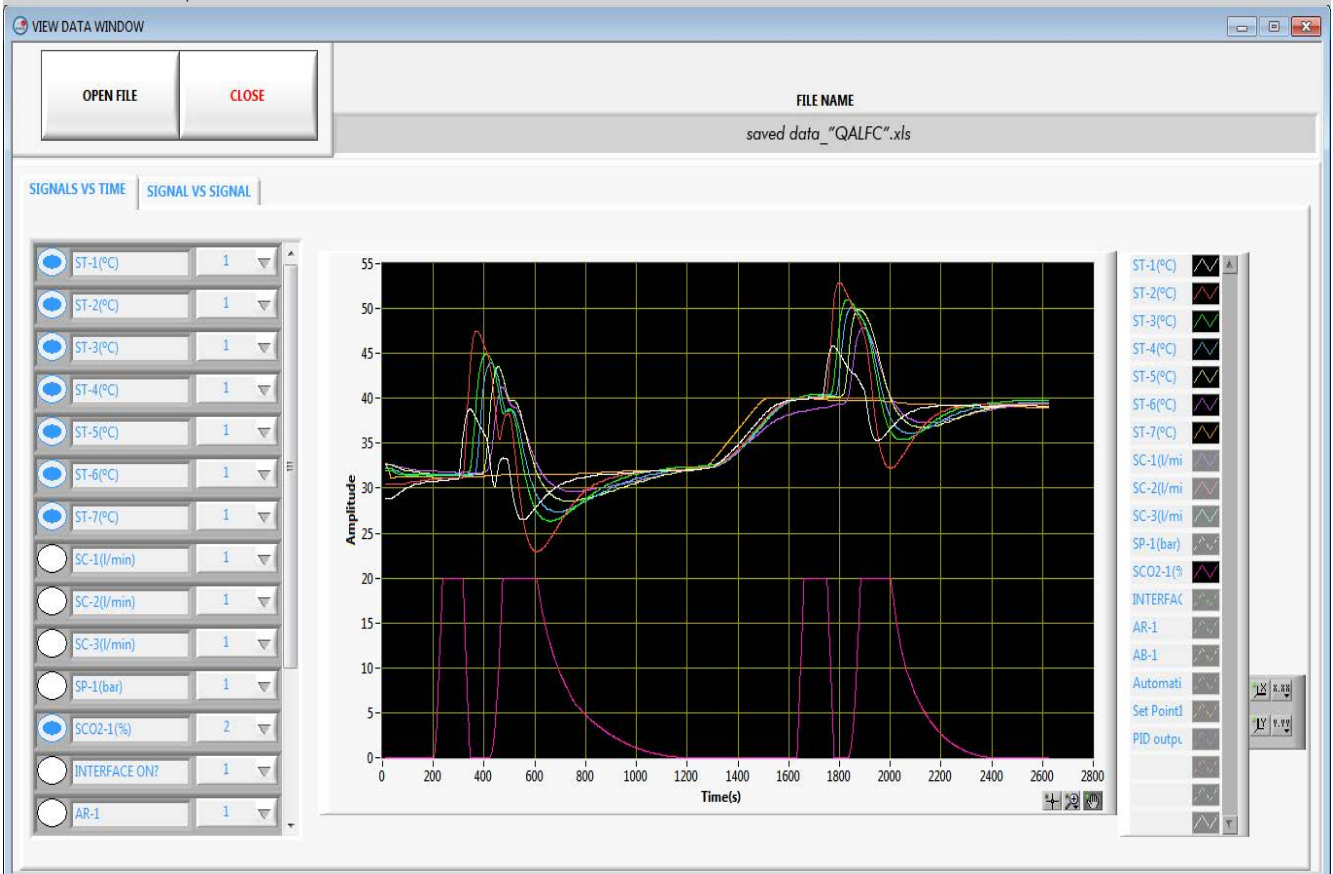 VIEW DATA WINDOW
OPEN FILE
CLOSE
FILE NAME
saved data_"QALFC".xls
SIGNALS VS TIME
SIGNAL VS SIGNAL
ST-1(ºC) 1
ST-2(ºC) 1
ST-3(ºC) 1
ST-4(ºC) 1
ST-5(ºC) 1
ST-6(ºC) 1
ST-7(ºC) 1
SC-1(l/min) 1
SC-2(l/min) 1
SC-3(l/min) 1
SP-1(bar) 1
SCO2-1(%) 2
INTERFACE ON? 1
AR-1 1
Amplitude
55
50
45
40
35
30
25
20
15
10
5
0
0 200 400 600 800 1000 1200 1400 1600 1800 2000 2200 2400 2600 2800
Time(s)
ST-1(ºC)
ST-2(ºC)
ST-3(ºC)
ST-4(ºC)
ST-5(ºC)
ST-6(ºC)
ST-7(ºC)
SC-1(l/mi
SC-2(l/mi
SC-3(l/mi
SP-1(bar)
SCO2-1(%
INTERFAC
AR-1
AB-1
Automati
Set Point1
PID outpu
X X.XX
Y Y.YY